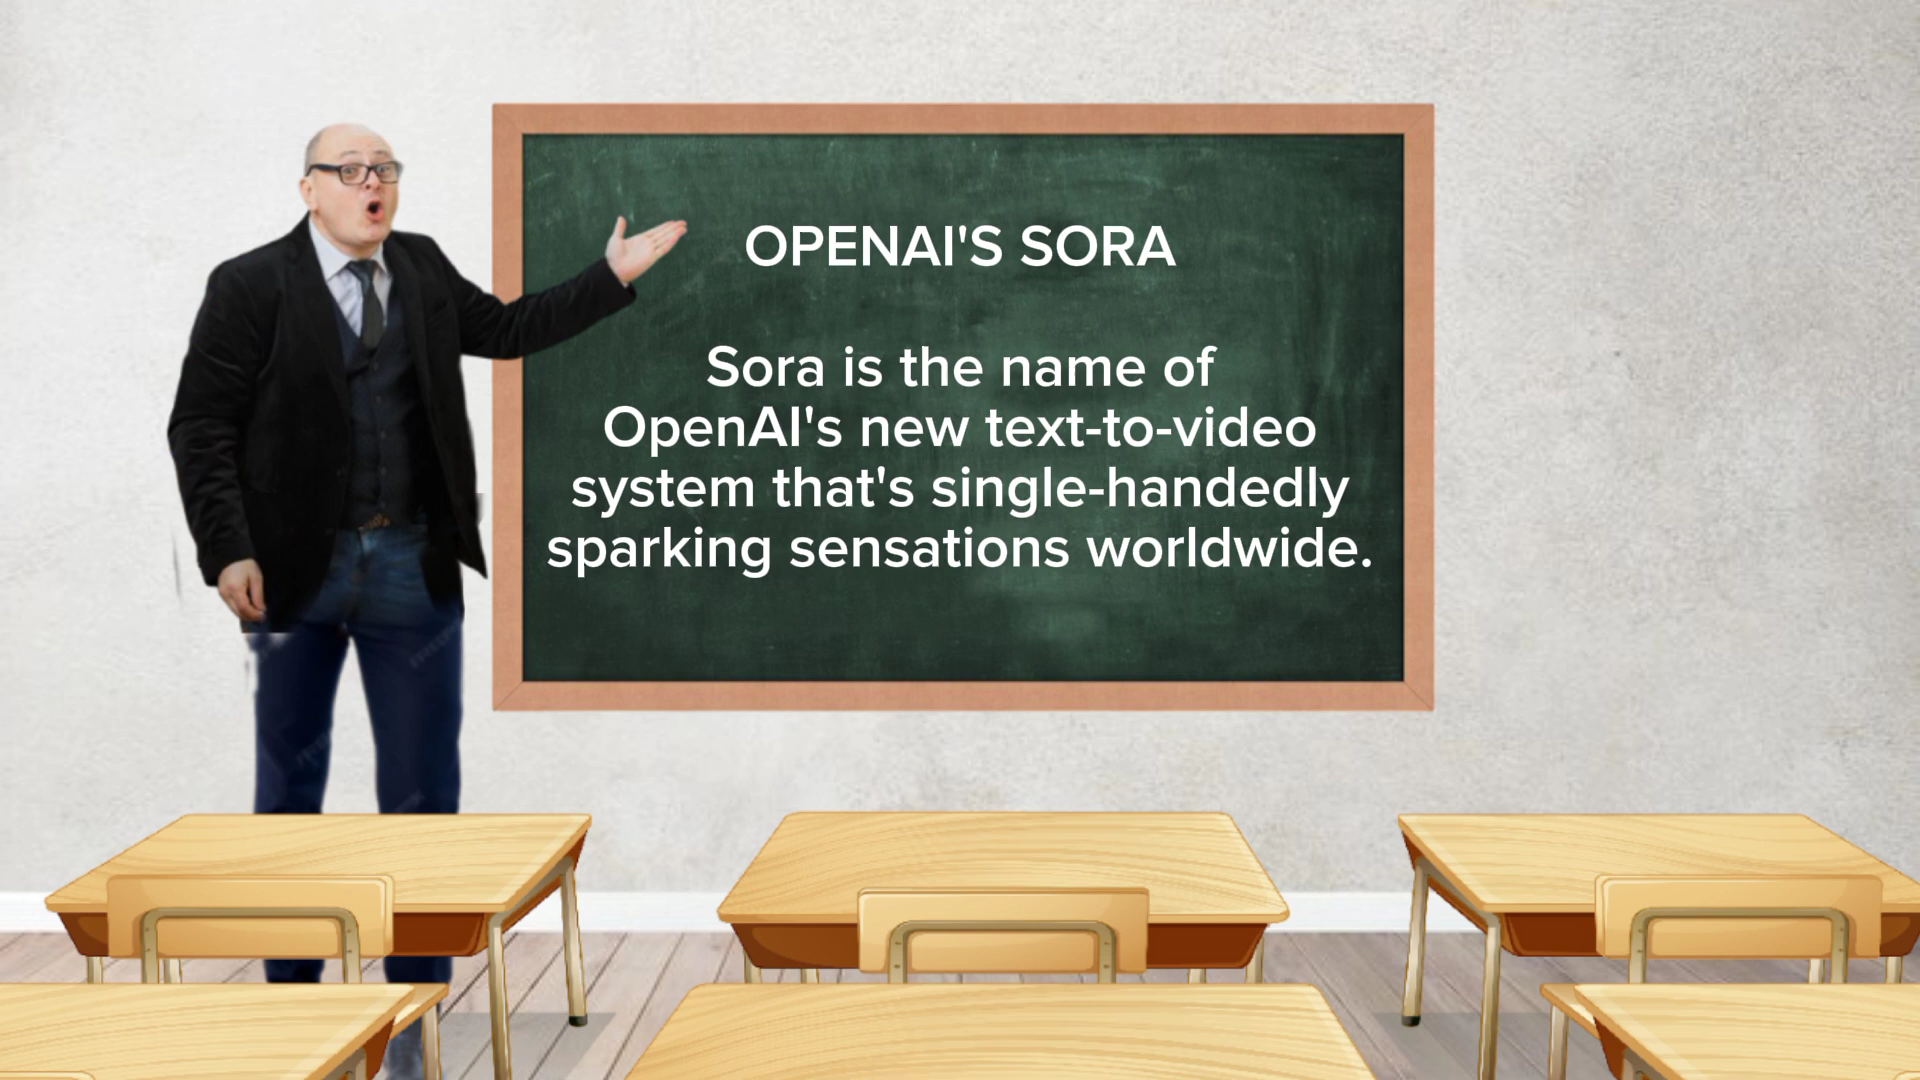 OPENAI'S SORA
Sora is the name of
OpenAI's new text-to-video
system that's single-handedly
sparking sensations worldwide.